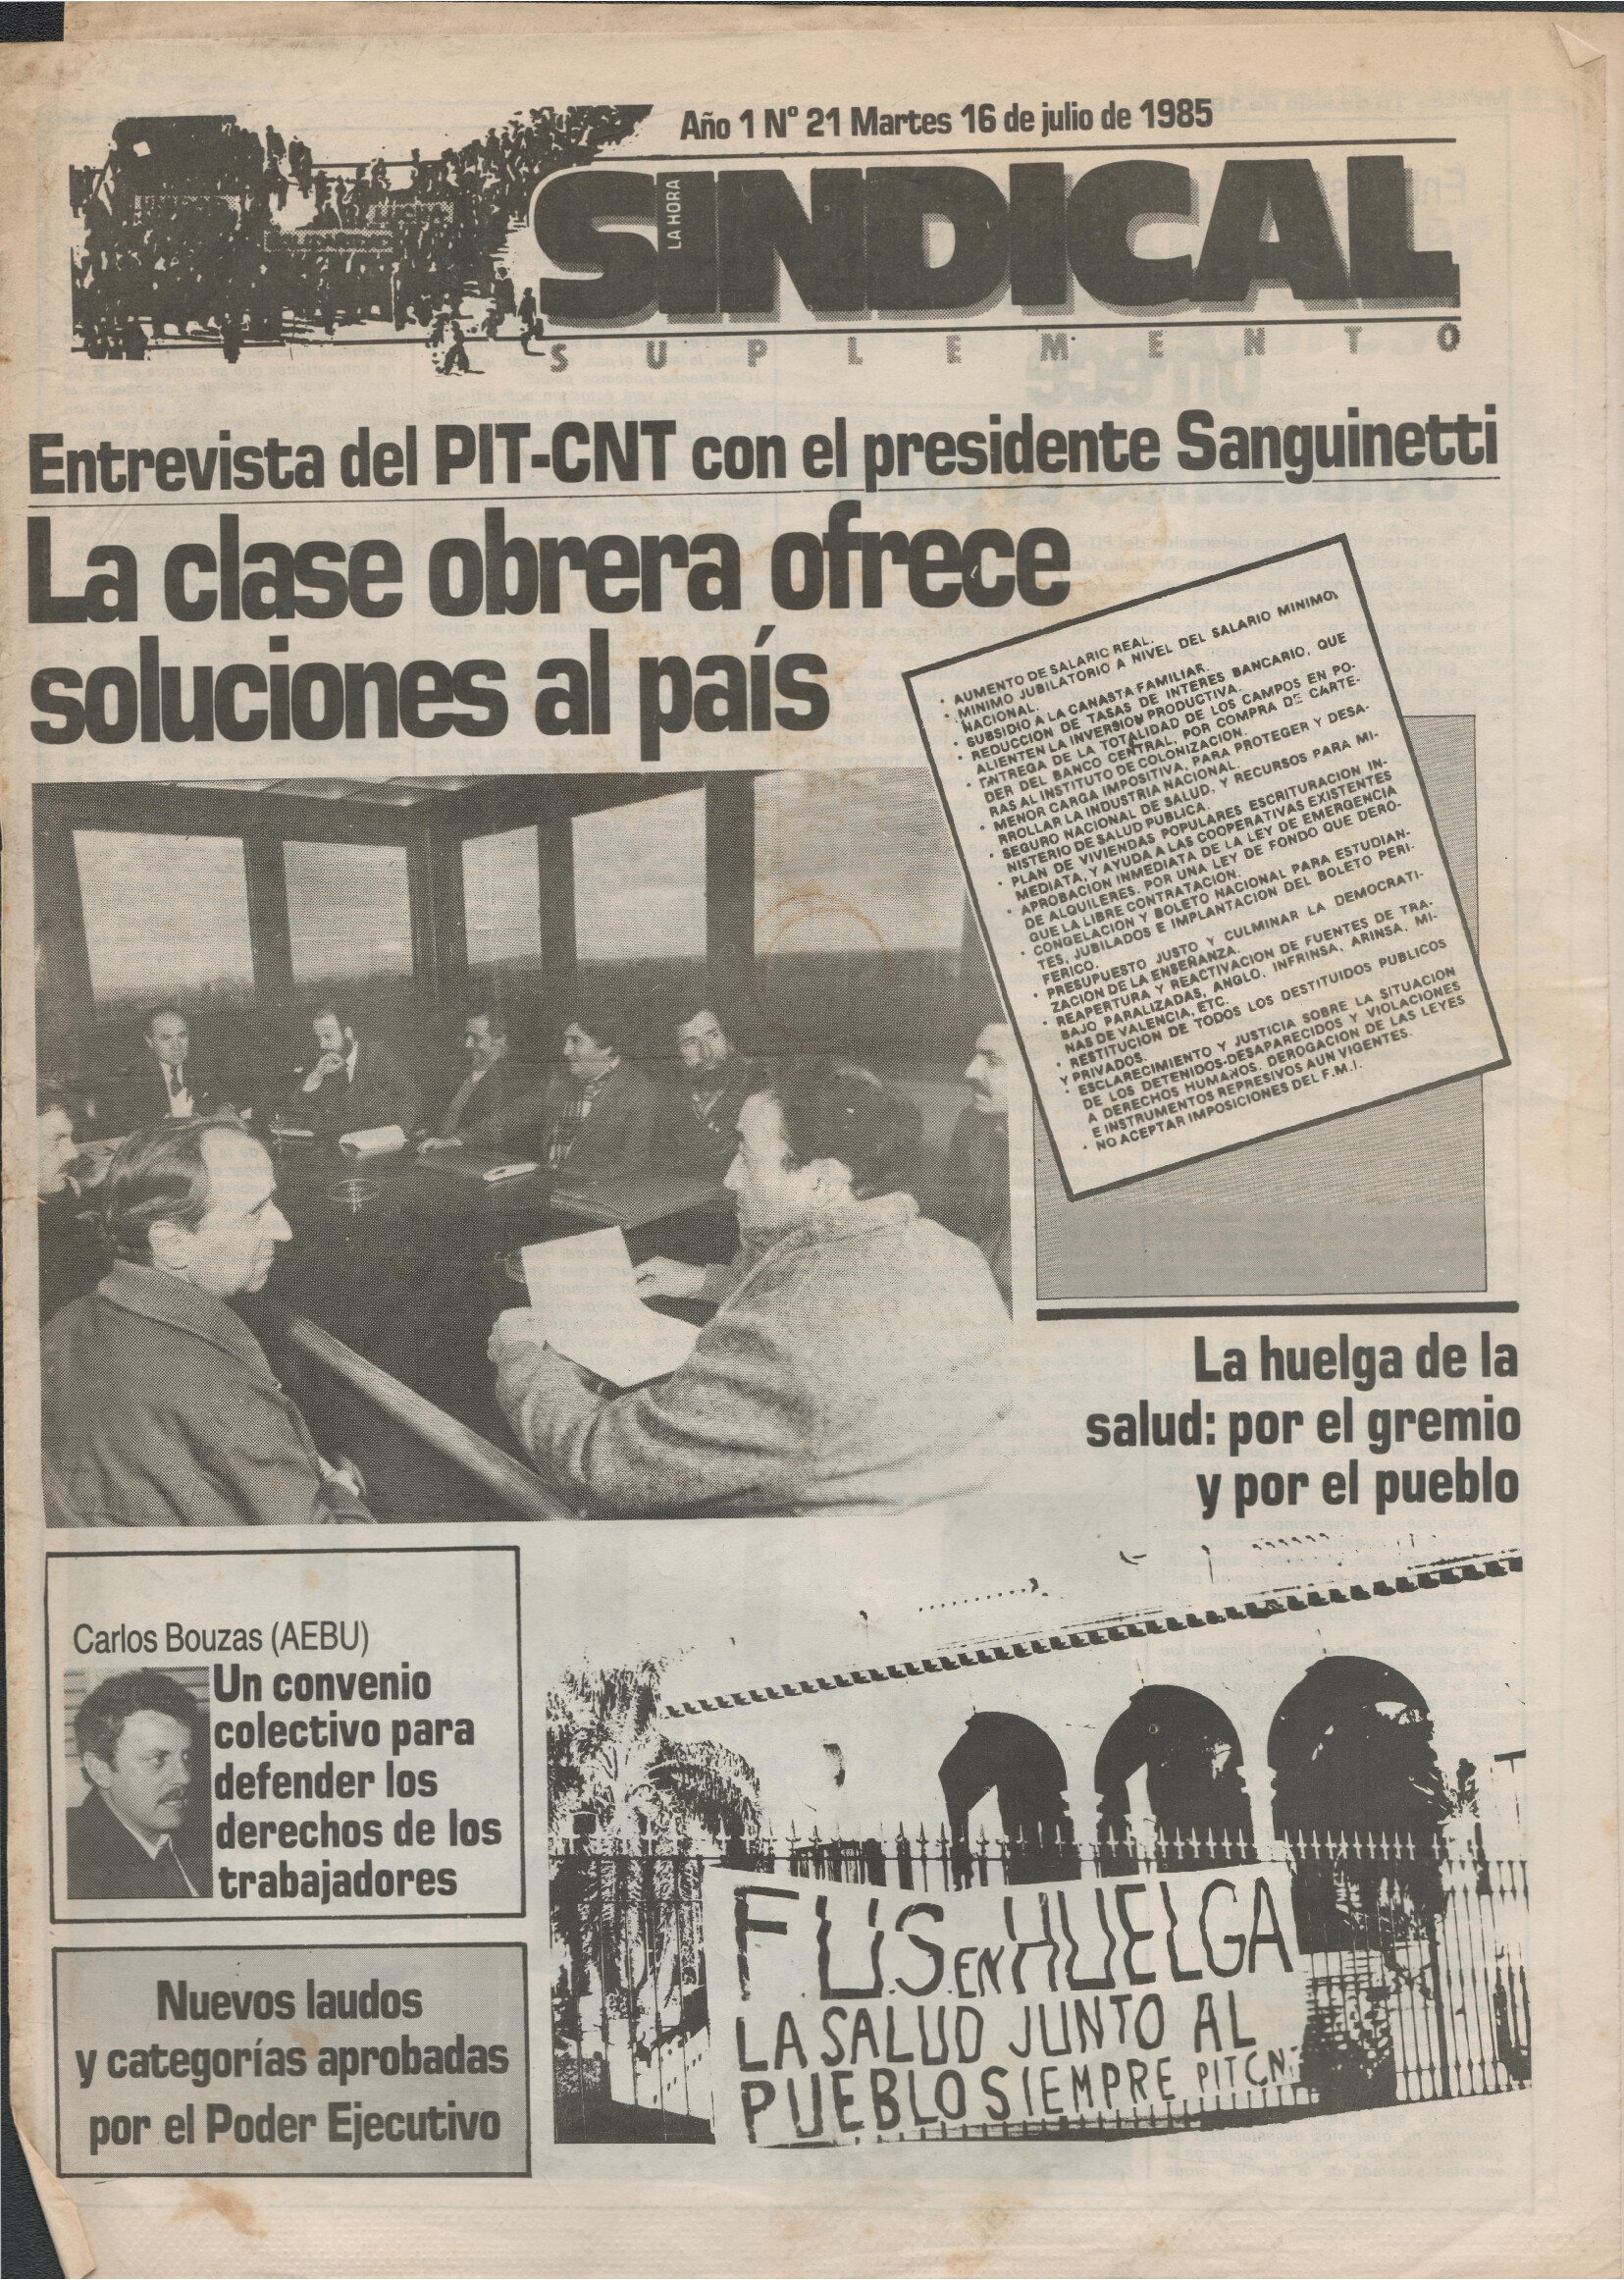 Año 1 N° 21 Martes 16 de julio de 1985
LA HORA
SINDICAL
SUPLEMENTO
Entrevista del PIT-CNT con el presidente Sanguinetti
La clase obrera ofrece
soluciones al país
• AUMENTO DE SALARIO REAL.
• MINIMO JUBILATORIO A NIVEL DEL SALARIO MINIMO
NACIONAL.
• SUBSIDIO A LA CANASTA FAMILIAR.
• REDUCCION DE TASAS DE INTERES BANCARIO, QUE
ALIENTEN LA INVERSION PRODUCTIVA.
• ENTREGA DE LA TOTALIDAD DE LOS CAMPOS EN PO-
DER DEL BANCO CENTRAL, POR COMPRA DE CARTE-
RAS AL INSTITUTO DE COLONIZACION.
• MENOR CARGA IMPOSITIVA, PARA PROTEGER Y DESA-
RROLLAR LA INDUSTRIA NACIONAL.
• SEGURO NACIONAL DE SALUD, Y RECURSOS PARA MI-
NISTERIO DE SALUD PUBLICA.
• PLAN DE VIVIENDAS POPULARES ESCRITURACION IN-
MEDIATA, Y AYUDA A LAS COOPERATIVAS EXISTENTES
• APROBACION INMEDIATA DE LA LEY DE EMERGENCIA
DE ALQUILERES. POR UNA LEY DE FONDO QUE DERO-
QUE LA LIBRE CONTRATACION.
• CONGELACION Y BOLETO NACIONAL PARA ESTUDIAN-
TES, JUBILADOS E IMPLANTACION DEL BOLETO PERI-
FERICO.
• PRESUPUESTO JUSTO Y CULMINAR LA DEMOCRATI-
ZACION DE LA ENSEÑANZA.
• REAPERTURA Y REACTIVACION DE FUENTES DE TRA-
BAJO PARALIZADAS, ANGLO, INFRINSA, ARINSA, MI-
NAS DE VALENCIA, ETC.
• RESTITUCION DE TODOS LOS DESTITUIDOS PUBLICOS
Y PRIVADOS.
• ESCLARECIMIENTO Y JUSTICIA SOBRE LA SITUACION
DE LOS DETENIDOS-DESAPARECIDOS Y VIOLACIONES
A DERECHOS HUMANOS. DEROGACION DE LAS LEYES
E INSTRUMENTOS REPRESIVOS AUN VIGENTES.
• NO ACEPTAR IMPOSICIONES DEL F.M.I.
La huelga de la
salud: por el gremio
y por el pueblo
Carlos Bouzas (AEBU)
Un convenio
colectivo para
defender los
derechos de los
trabajadores
Nuevos laudos
y categorías aprobadas
por el Poder Ejecutivo
F.U.S. EN HUELGA
LA SALUD JUNTO AL
PUEBLO SIEMPRE PIT CNT